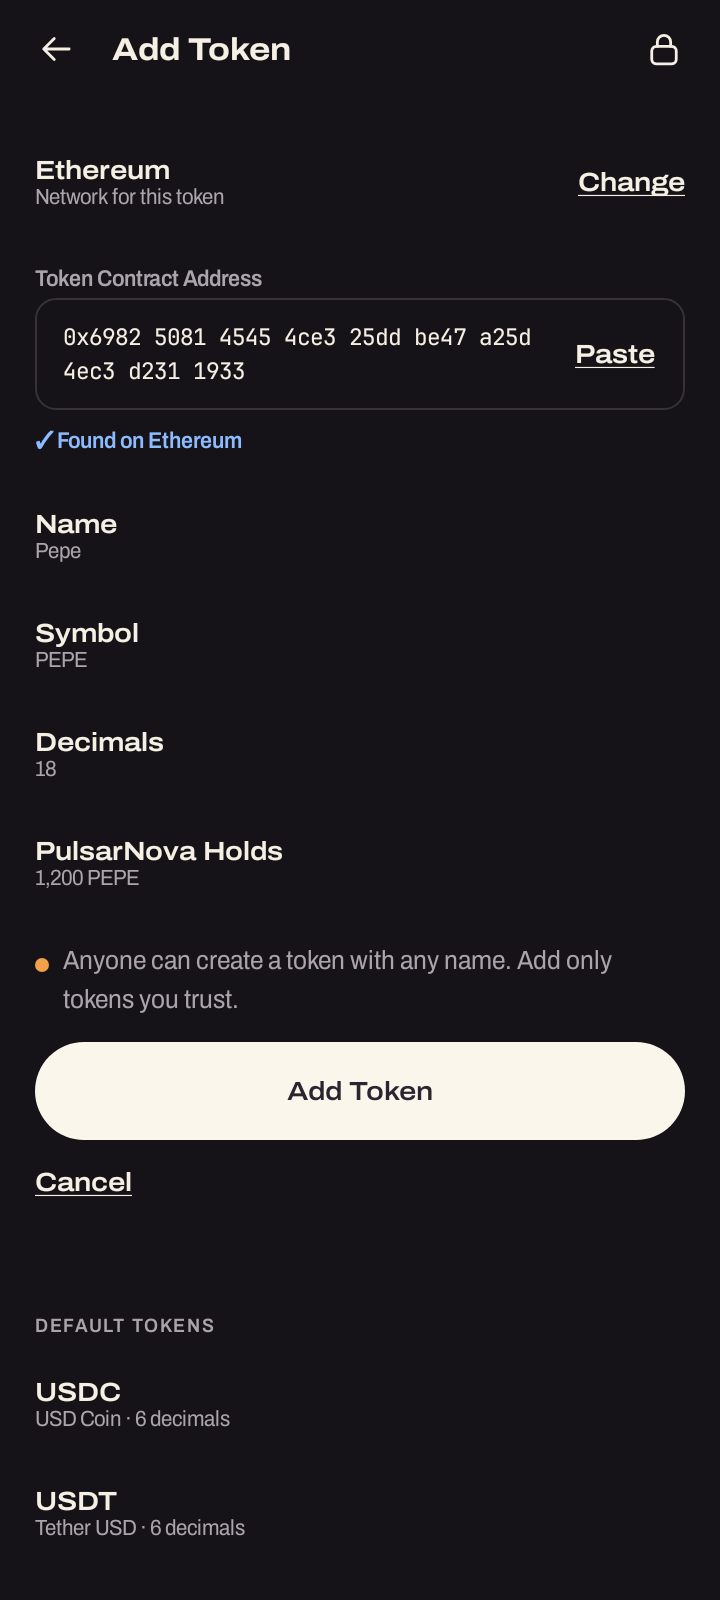 Add Token
Ethereum
Network for this token
Change
Token Contract Address
0x6982 5081 4545 4ce3 25dd be47 a25d
4ec3 d231 1933
Paste
✓ Found on Ethereum
Name
Pepe
Symbol
PEPE
Decimals
18
PulsarNova Holds
1,200 PEPE
Anyone can create a token with any name. Add only
tokens you trust.
Add Token
Cancel
DEFAULT TOKENS
USDC
USD Coin · 6 decimals
USDT
Tether USD · 6 decimals